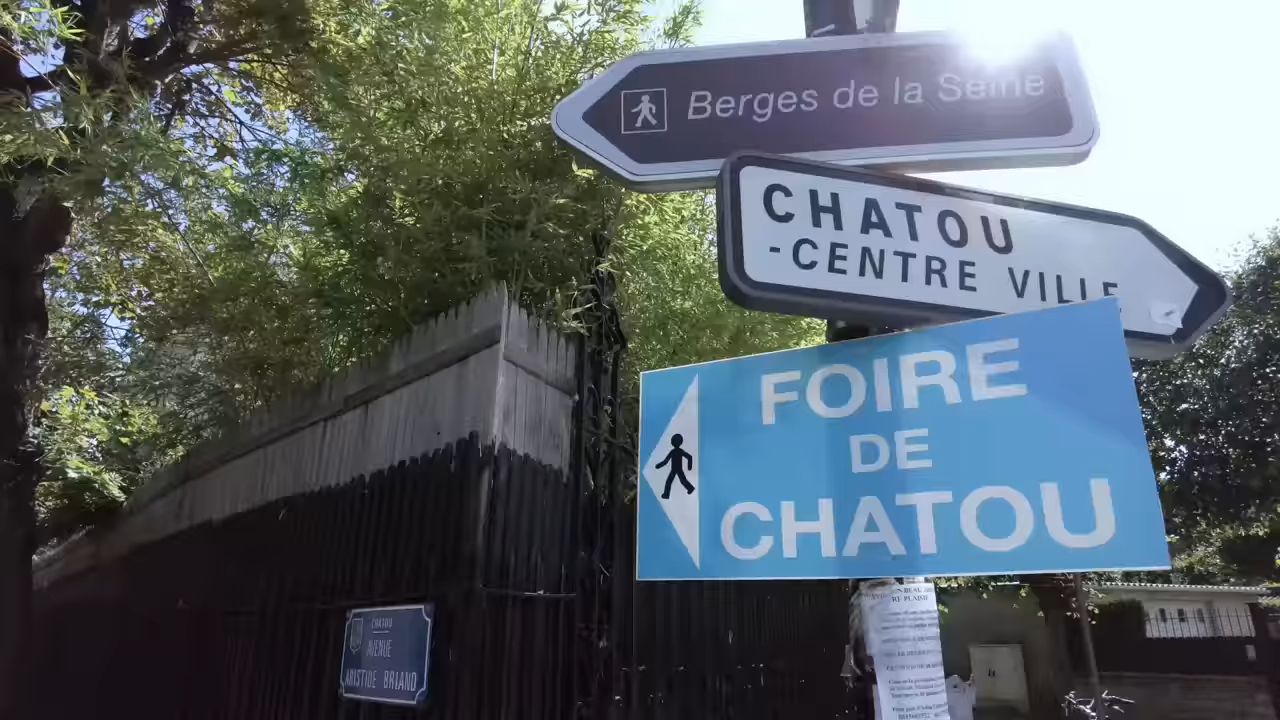 Berges de la Seine
CHATOU
-CENTRE VILLE
FOIRE
DE
CHATOU
CHATOU
AVENUE
ARISTIDE BRIAND